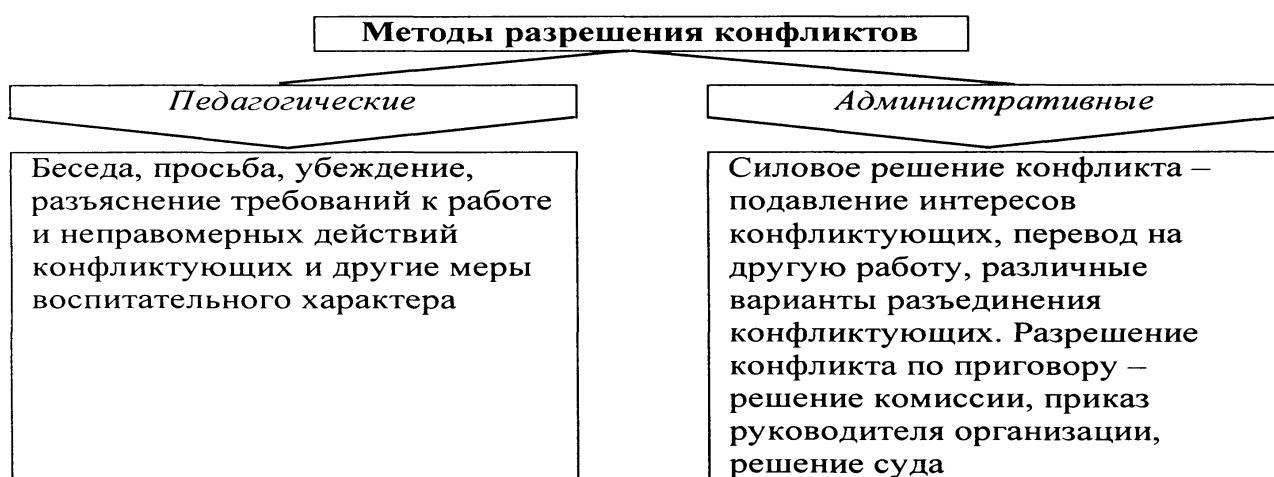 Методы разрешения конфликтов
Педагогические
Беседа, просьба, убеждение,
разъяснение требований к работе
и неправомерных действий
конфликтующих и другие меры
воспитательного характера
Административные
Силовое решение конфликта –
подавление интересов
конфликтующих, перевод на
другую работу, различные
варианты разъединения
конфликтующих. Разрешение
конфликта по приговору –
решение комиссии, приказ
руководителя организации,
решение суда